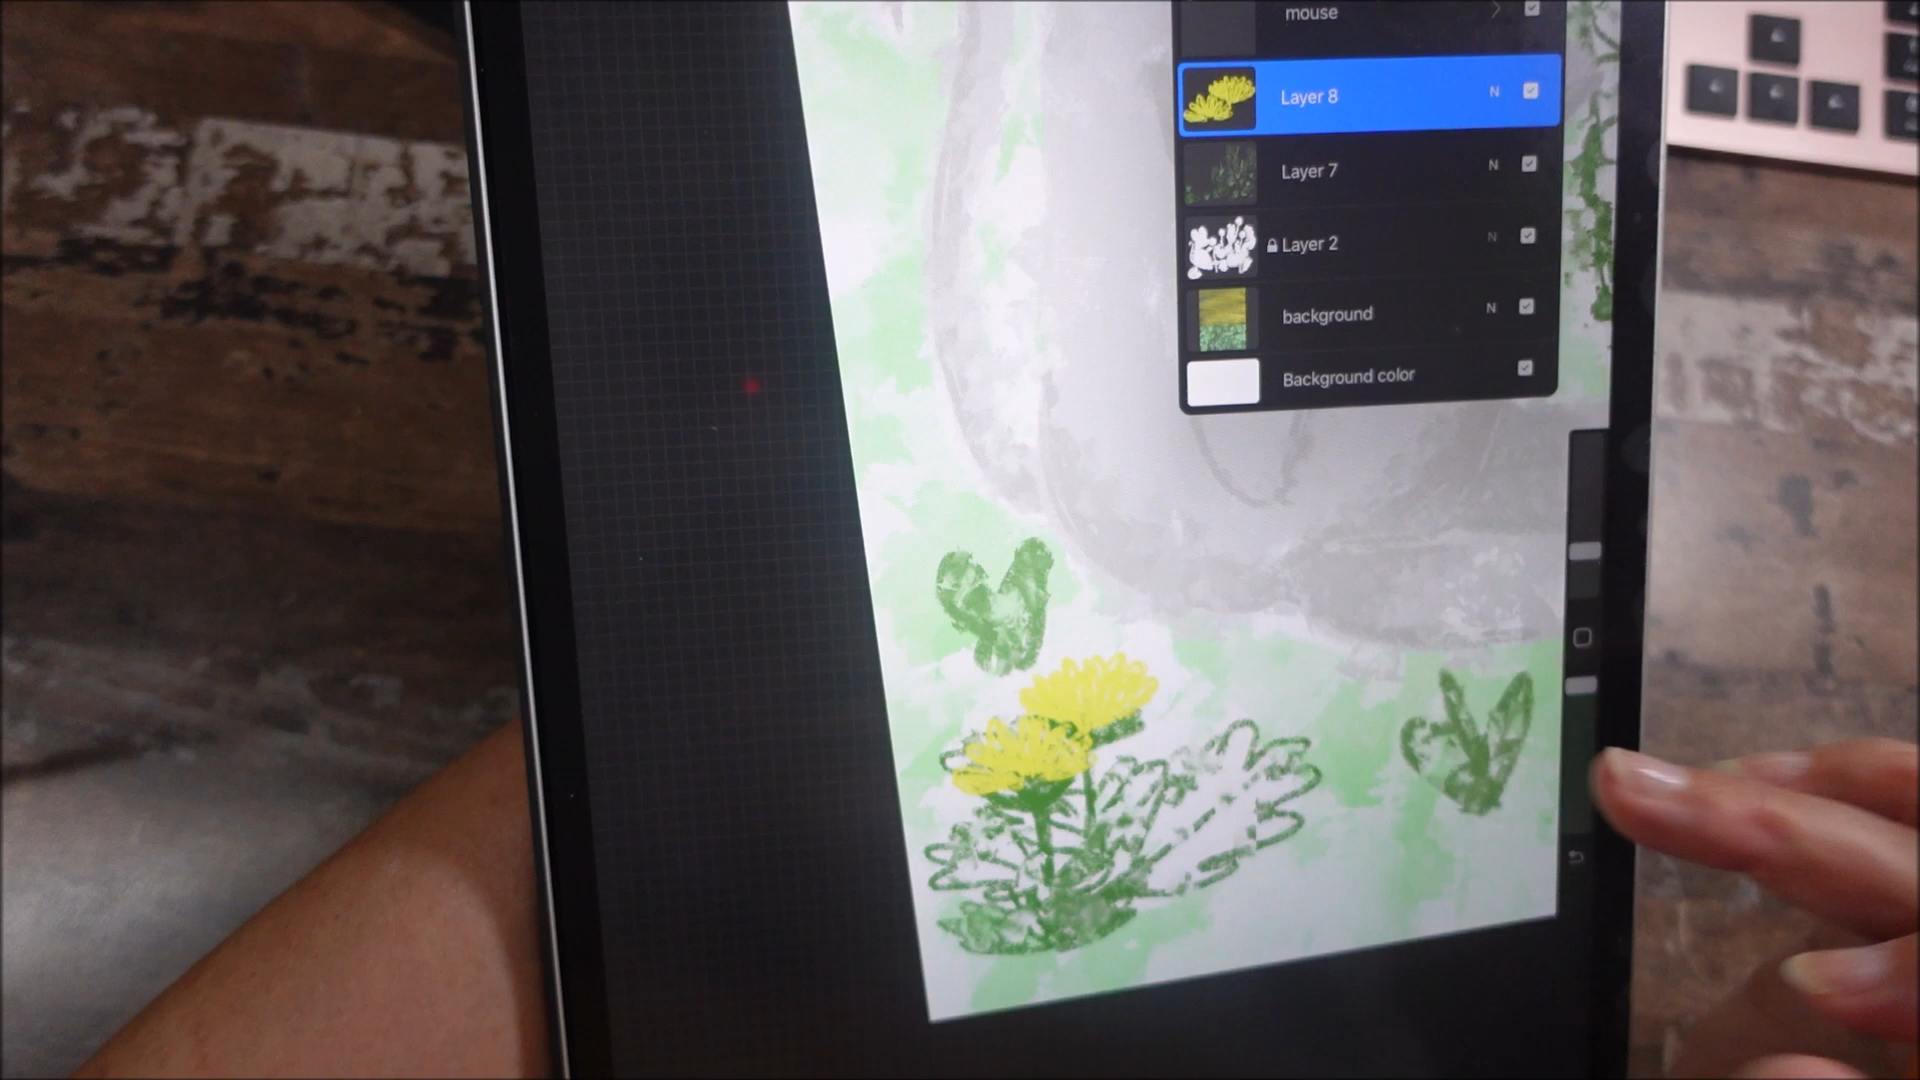 mouse
Layer 8 N
Layer 7 N
Layer 2 N
background N
Background color